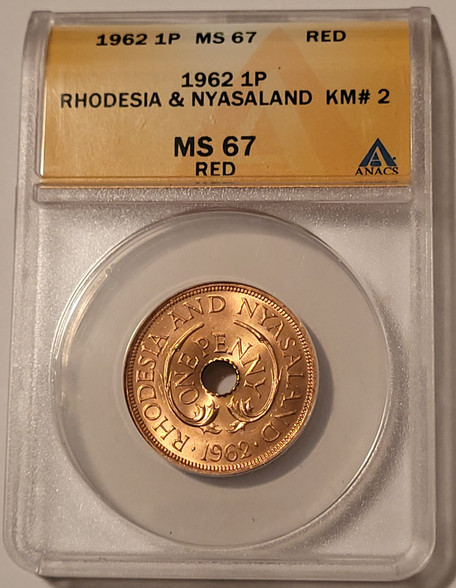 1962 1P MS 67 RED
1962 1P
RHODESIA & NYASALAND KM# 2
MS 67
RED
ANACS
RHODESIA AND NYASALAND
ONE PENNY
· 1962 ·